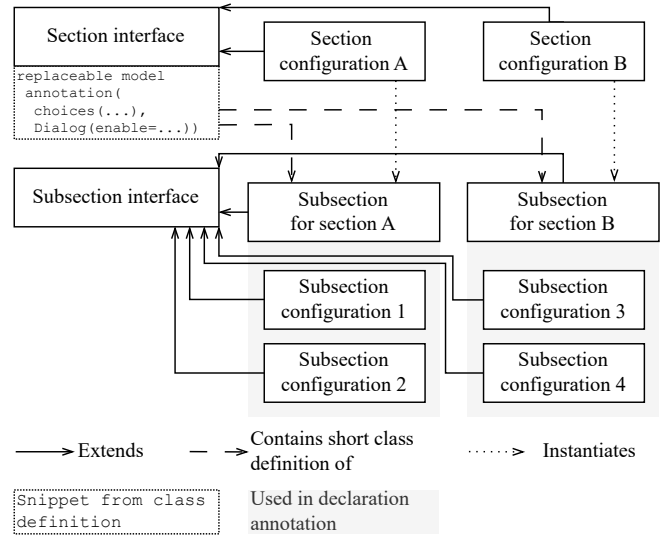 Section interface
Section
configuration A
Section
configuration B
replaceable model
annotation(
choices(...),
Dialog(enable=...))
Subsection interface
Subsection
for section A
Subsection
for section B
Subsection
configuration 1
Subsection
configuration 3
Subsection
configuration 2
Subsection
configuration 4
Extends
Contains short class
definition of
Instantiates
Snippet from class
definition
Used in declaration
annotation